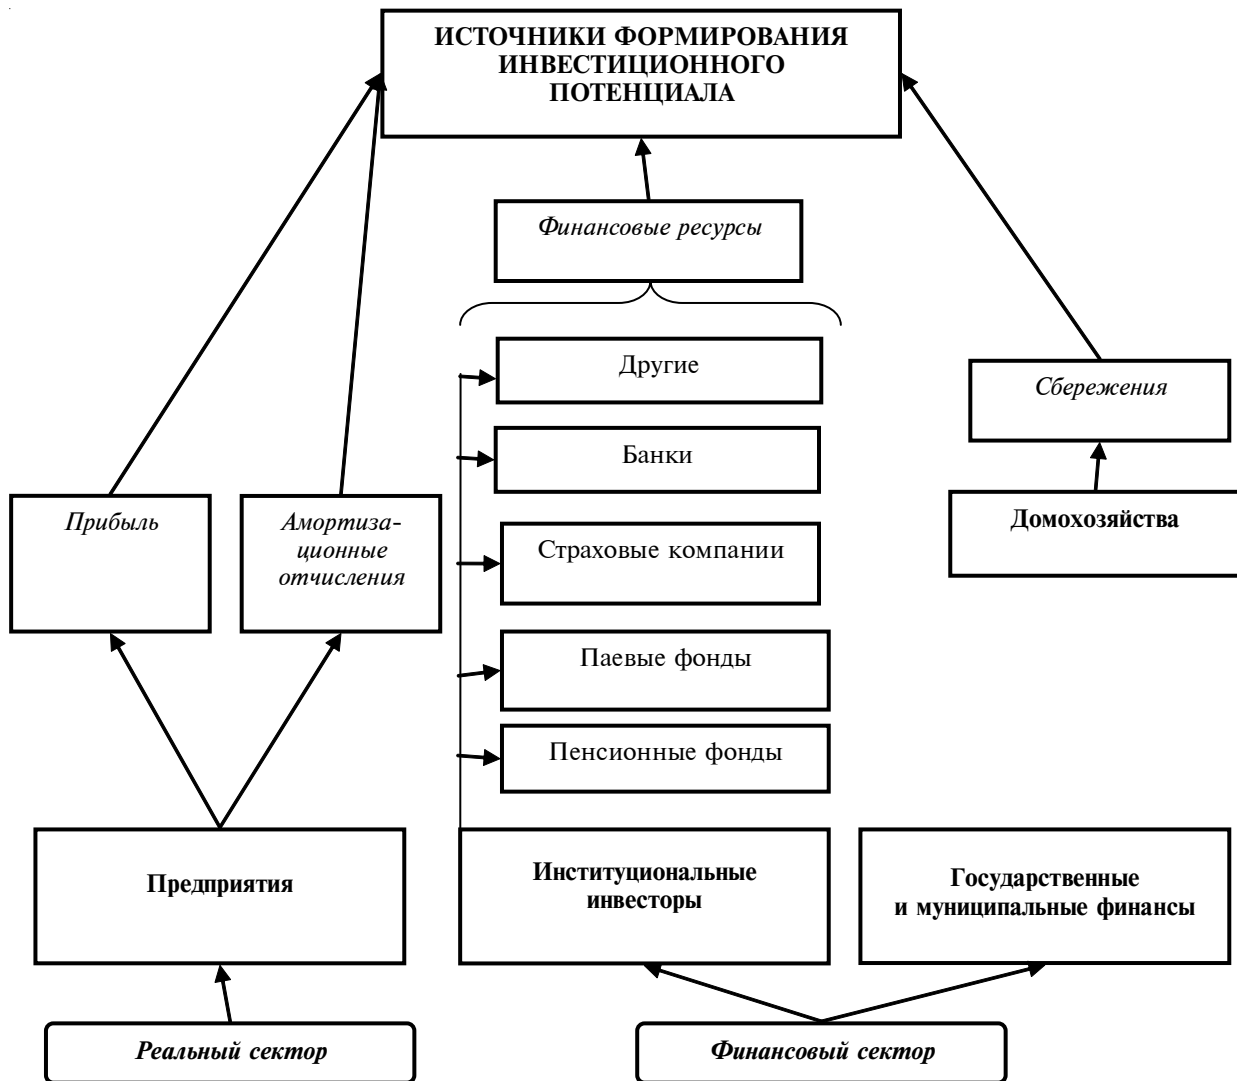 ИСТОЧНИКИ ФОРМИРОВАНИЯ
ИНВЕСТИЦИОННОГО
ПОТЕНЦИАЛА
Финансовые ресурсы
Другие
Сбережения
Банки
Прибыль
Амортиза-
ционные
отчисления
Домохозяйства
Страховые компании
Паевые фонды
Пенсионные фонды
Предприятия
Институциональные
инвесторы
Государственные
и муниципальные финансы
Реальный сектор
Финансовый сектор